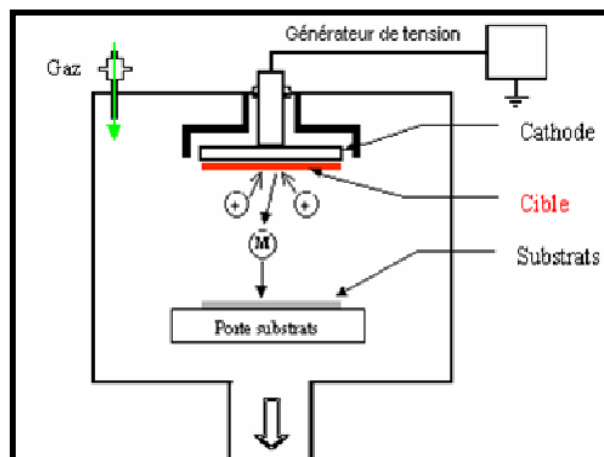 Générateur de tension
Gaz
Cathode
+
+
Cible
M
Substrats
Porte substrats